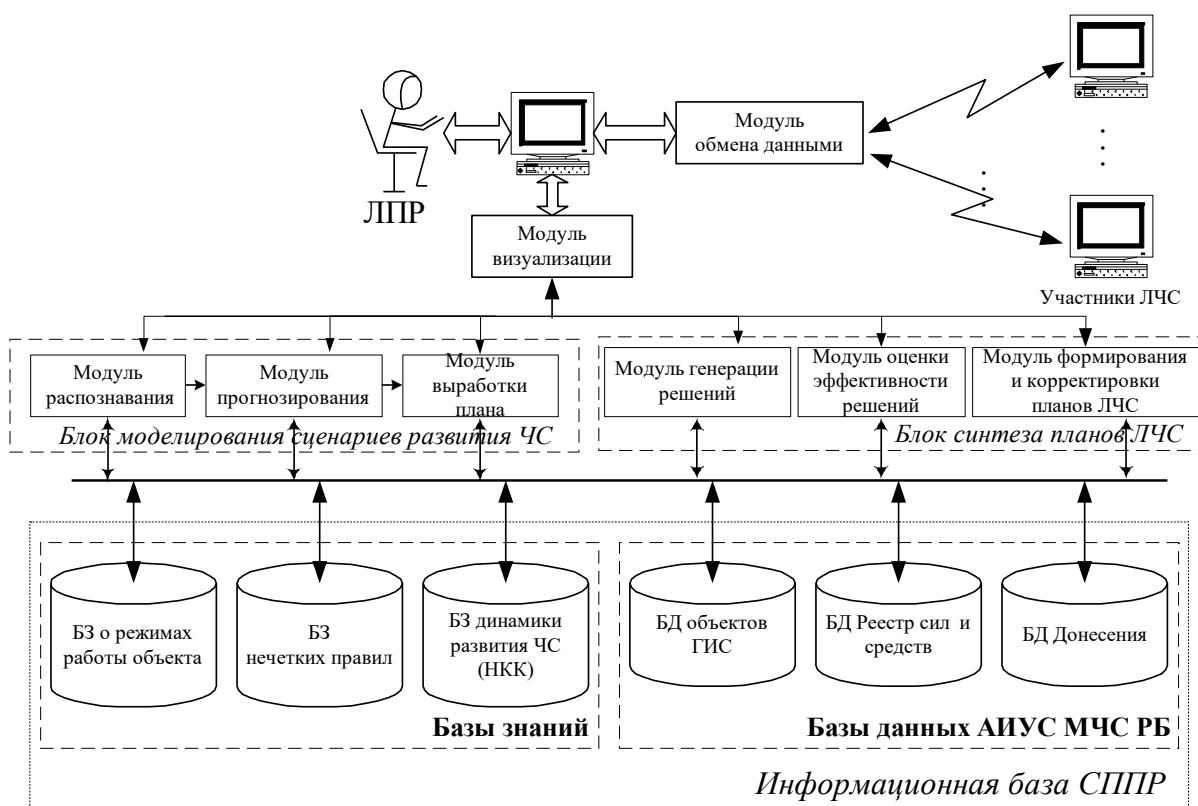 Модуль
обмена данными
ЛПР
Модуль
визуализации
Участники ЛЧС
Модуль
распознавания
Модуль
прогнозирования
Модуль
выработки
плана
Блок моделирования сценариев развития ЧС
Модуль генерации
решений
Модуль оценки
эффективности
решений
Модуль формирования
и корректировки
планов ЛЧС
Блок синтеза планов ЛЧС
БЗ о режимах
работы объекта
БЗ
нечетких правил
БЗ динамики
развития ЧС
(НКК)
Базы знаний
БД объектов
ГИС
БД Реестр сил и
средств
БД Донесения
Базы данных АИУС МЧС РБ
Информационная база СППР